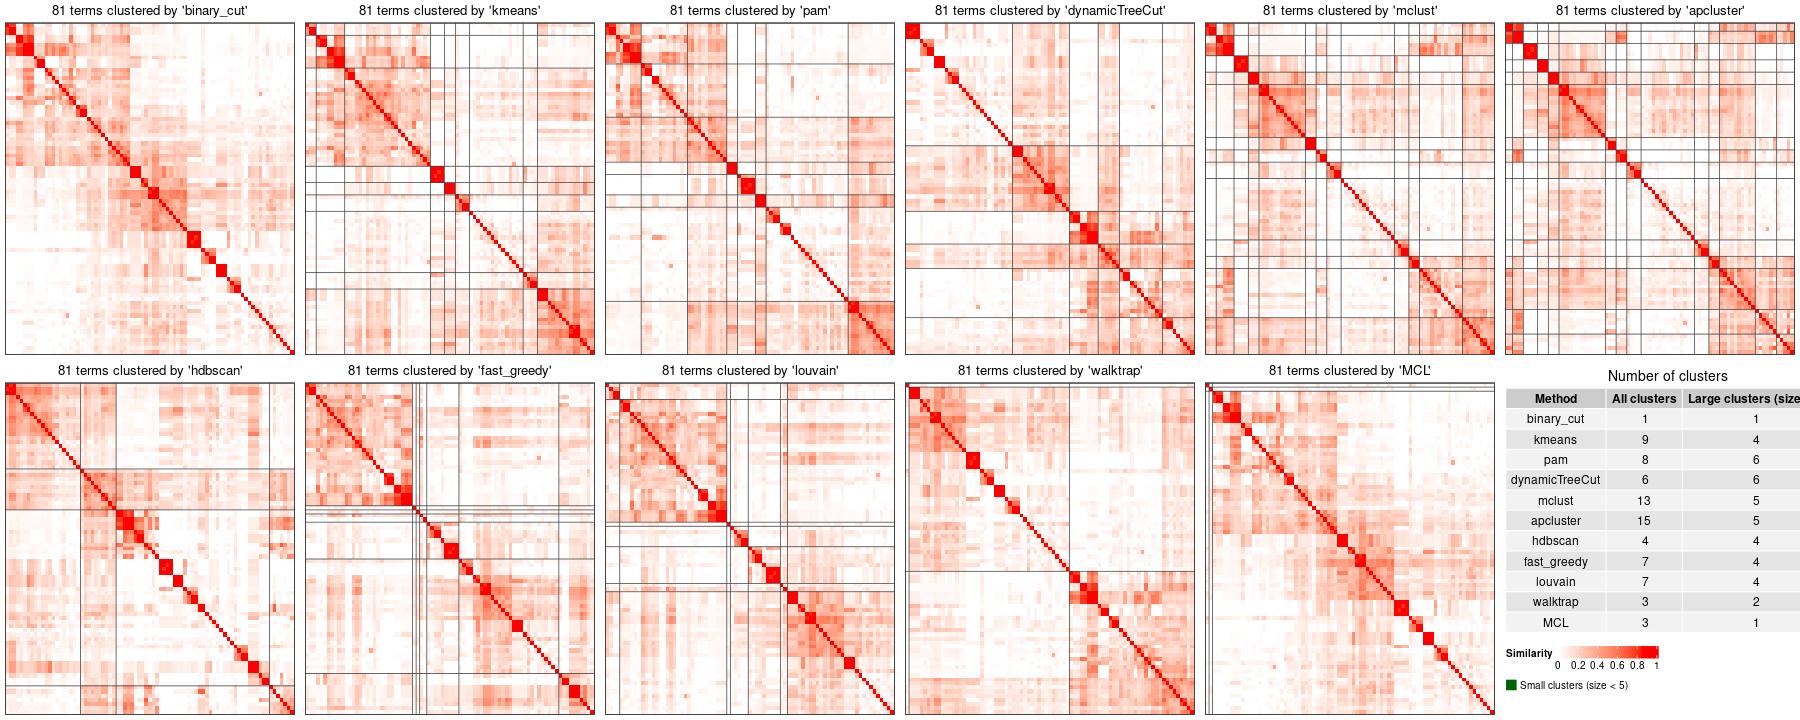 81 terms clustered by 'binary_cut'
81 terms clustered by 'kmeans'
81 terms clustered by 'pam'
81 terms clustered by 'dynamicTreeCut'
81 terms clustered by 'mclust'
81 terms clustered by 'apcluster'
81 terms clustered by 'hdbscan'
81 terms clustered by 'fast_greedy'
81 terms clustered by 'louvain'
81 terms clustered by 'walktrap'
81 terms clustered by 'MCL'
Number of clusters
Method All clusters Large clusters (size
binary_cut 1 1
kmeans 9 4
pam 8 6
dynamicTreeCut 6 6
mclust 13 5
apcluster 15 5
hdbscan 4 4
fast_greedy 7 4
louvain 7 4
walktrap 3 2
MCL 3 1
Similarity
0 0.2 0.4 0.6 0.8 1
Small clusters (size < 5)